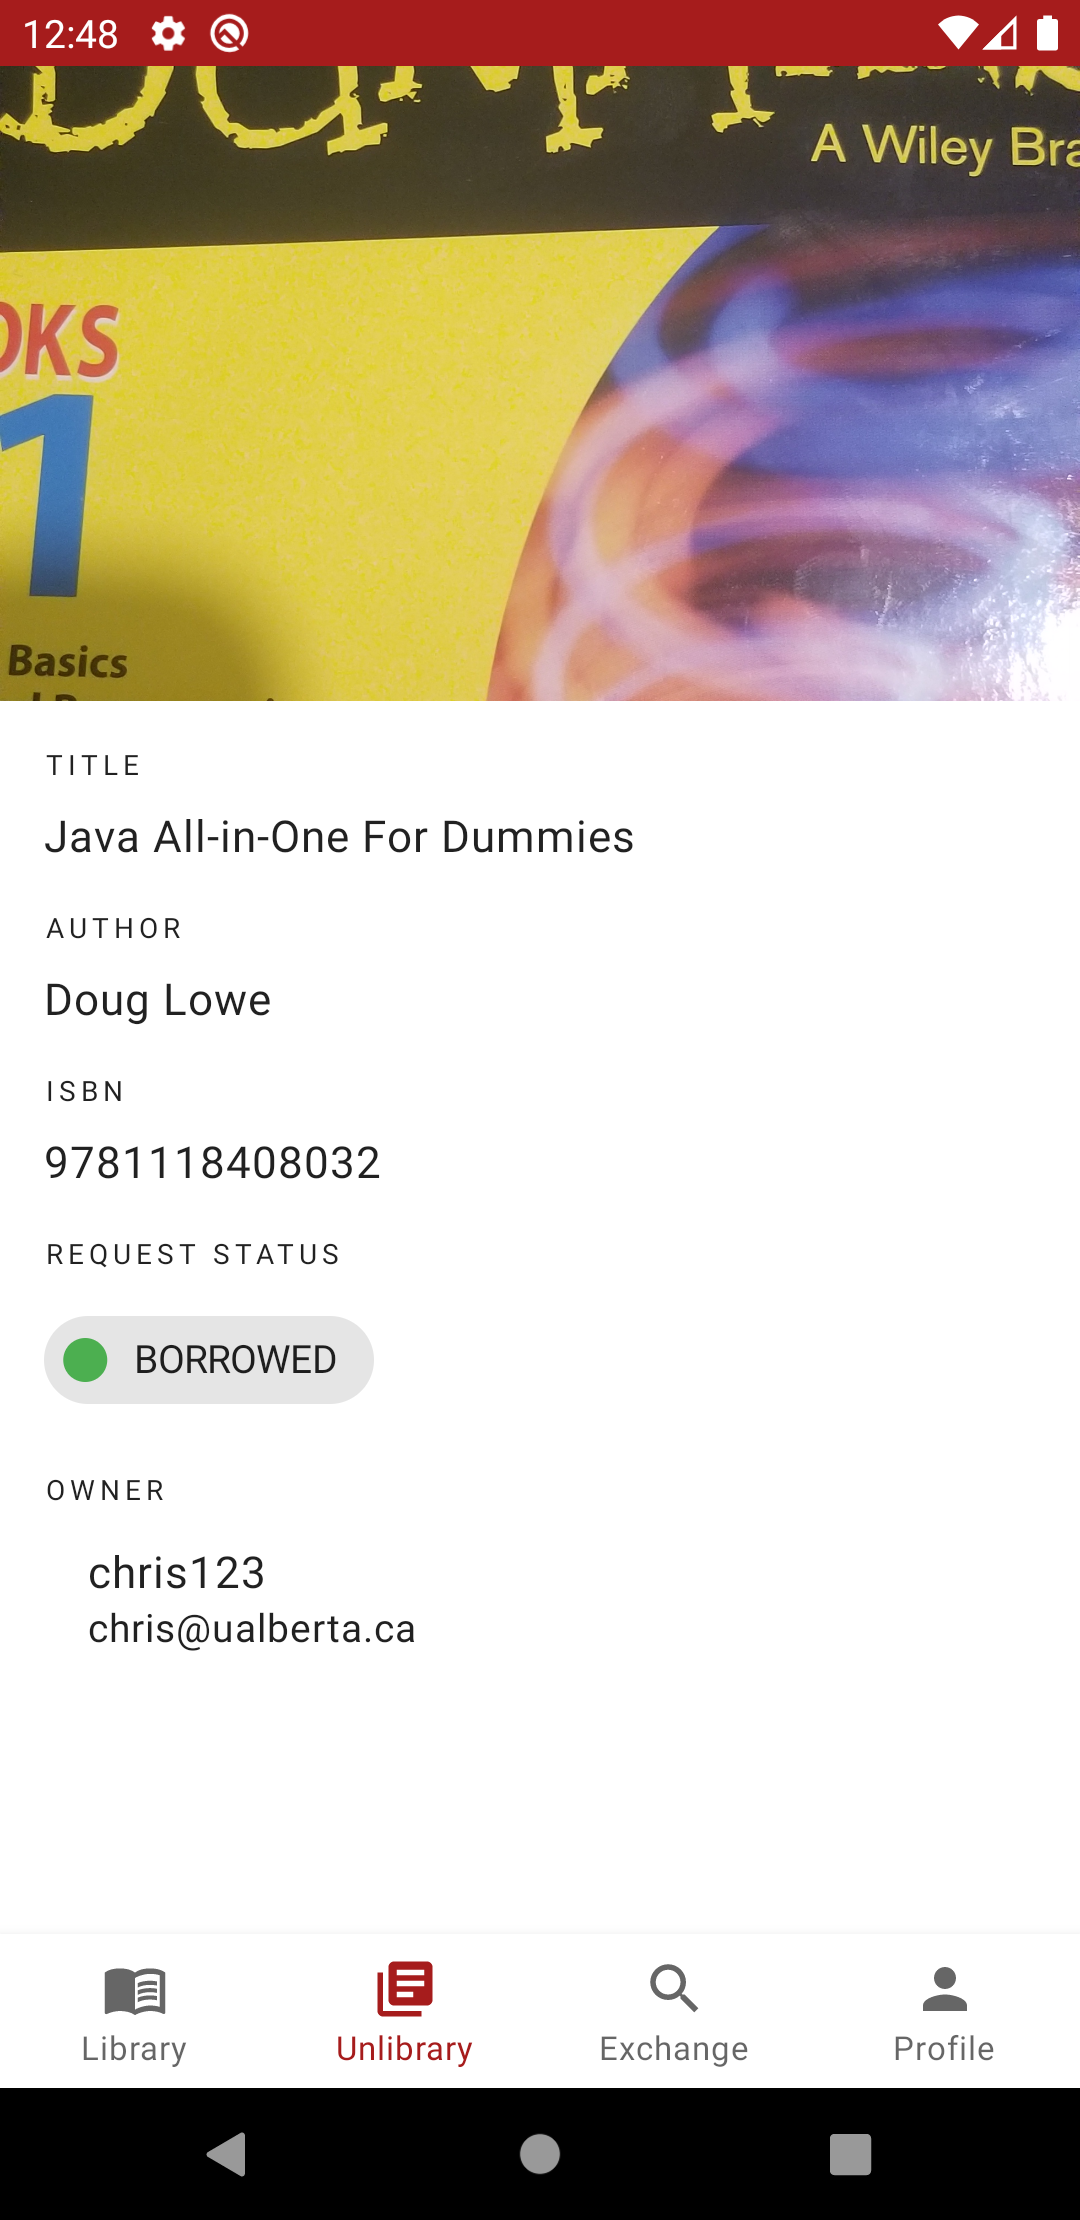 12:48
A Wiley Bra
OKS
1
Basics
TITLE
Java All-in-One For Dummies
AUTHOR
Doug Lowe
ISBN
9781118408032
REQUEST STATUS
BORROWED
OWNER
chris123
chris@ualberta.ca
Library
Unlibrary
Exchange
Profile